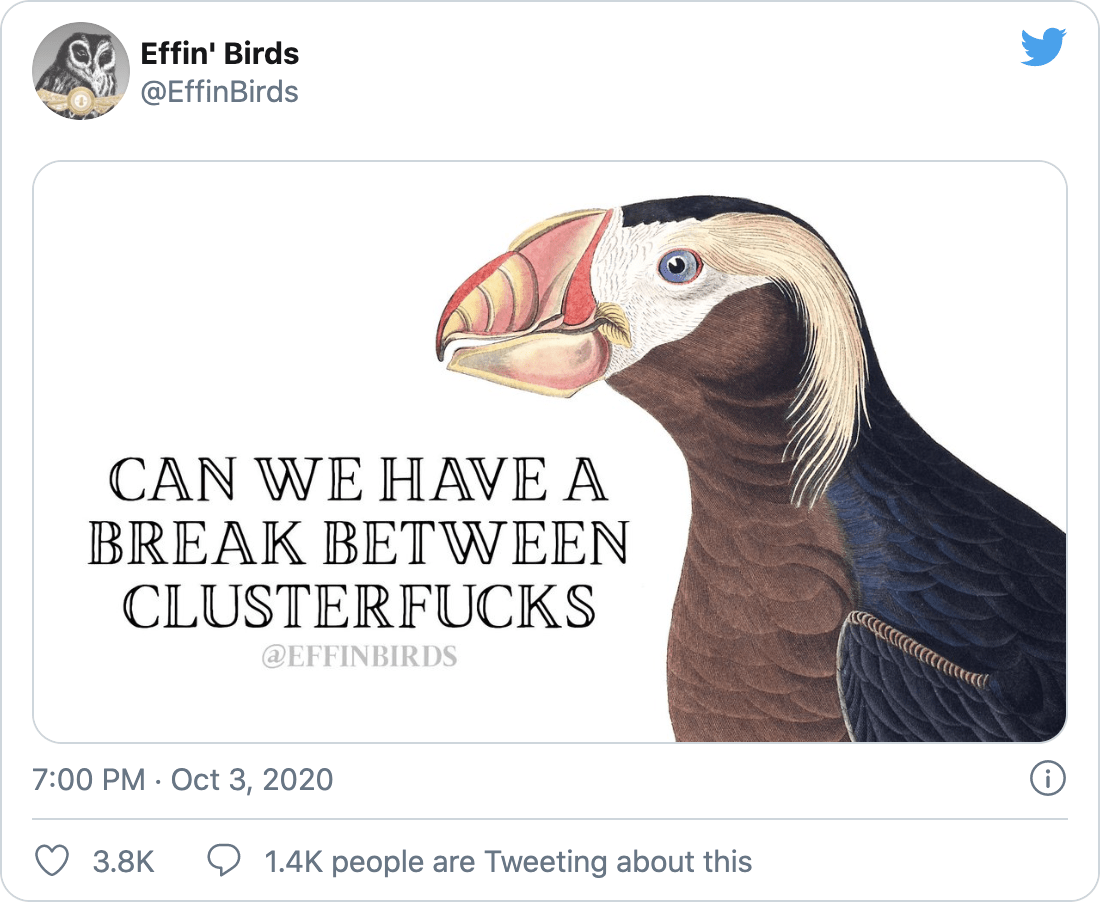 Effin' Birds
@EffinBirds
CAN WE HAVE A
BREAK BETWEEN
CLUSTERFUCKS
@EFFINBIRDS
7:00 PM · Oct 3, 2020
3.8K 1.4K people are Tweeting about this